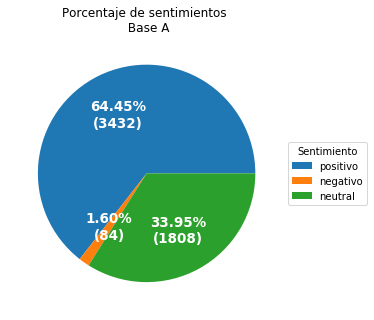 Porcentaje de sentimientos
Base A
64.45%
(3432)
1.60%
(84)
33.95%
(1808)
Sentimiento
positivo
negativo
neutral